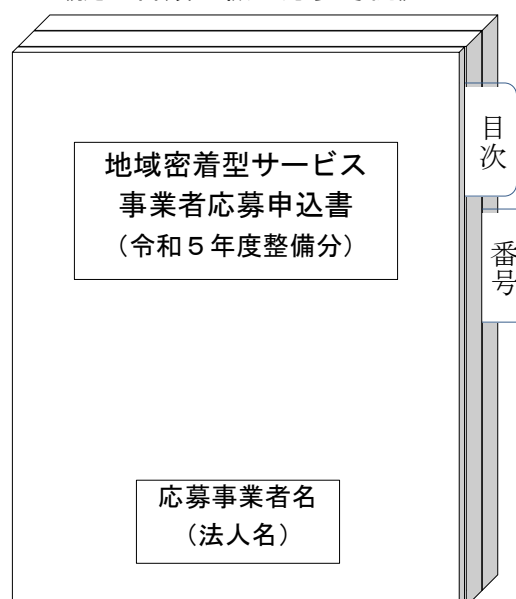 地域密着型サービス
事業者応募申込書
（令和５年度整備分）
目次
番号
応募事業者名
（法人名）